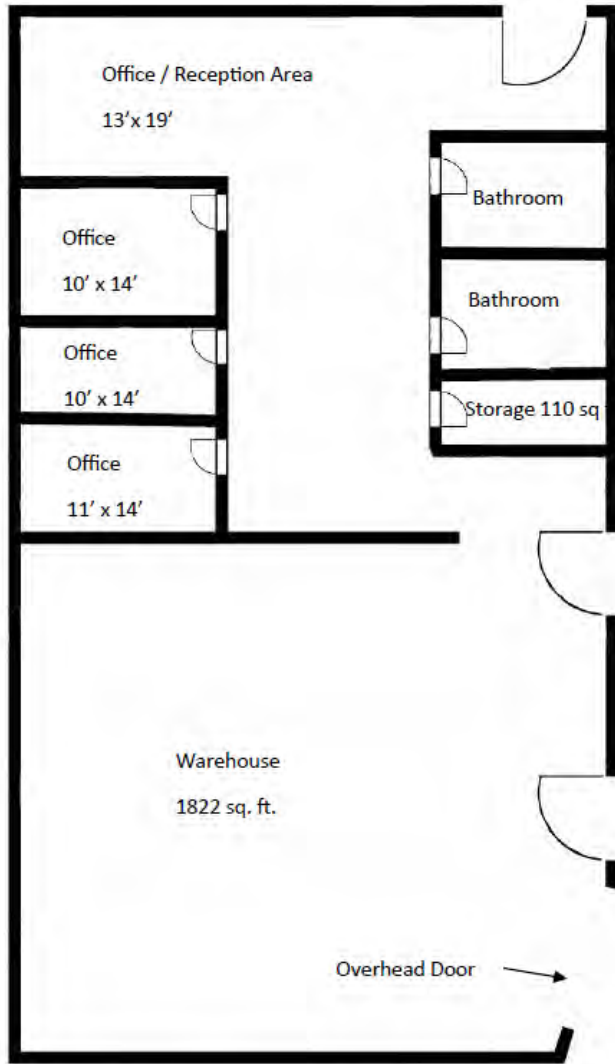 Office / Reception Area
13’x 19’
Bathroom
Office
10’ x 14’
Bathroom
Office
10’ x 14’
Storage 110 sq
Office
11’ x 14’
Warehouse
1822 sq. ft.
Overhead Door